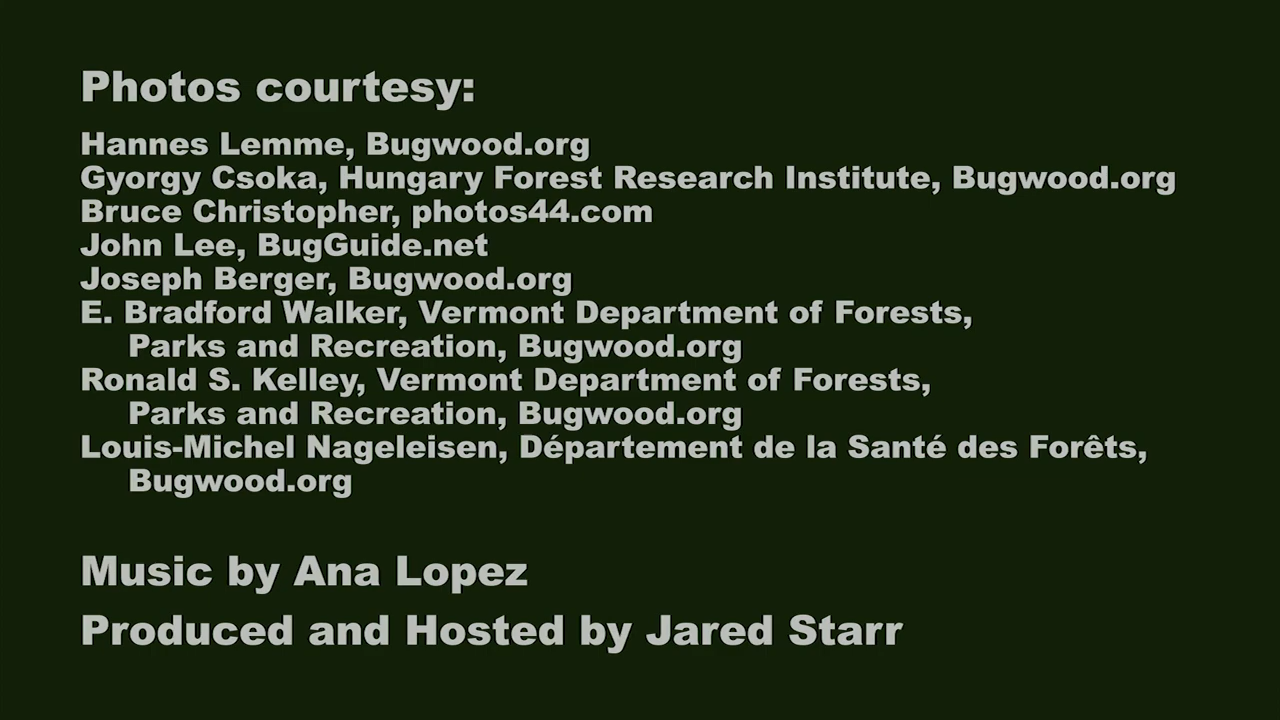 Photos courtesy:
Hannes Lemme, Bugwood.org
Gyorgy Csoka, Hungary Forest Research Institute, Bugwood.org
Bruce Christopher, photos44.com
John Lee, BugGuide.net
Joseph Berger, Bugwood.org
E. Bradford Walker, Vermont Department of Forests,
Parks and Recreation, Bugwood.org
Ronald S. Kelley, Vermont Department of Forests,
Parks and Recreation, Bugwood.org
Louis-Michel Nageleisen, Département de la Santé des Forêts,
Bugwood.org
Music by Ana Lopez
Produced and Hosted by Jared Starr